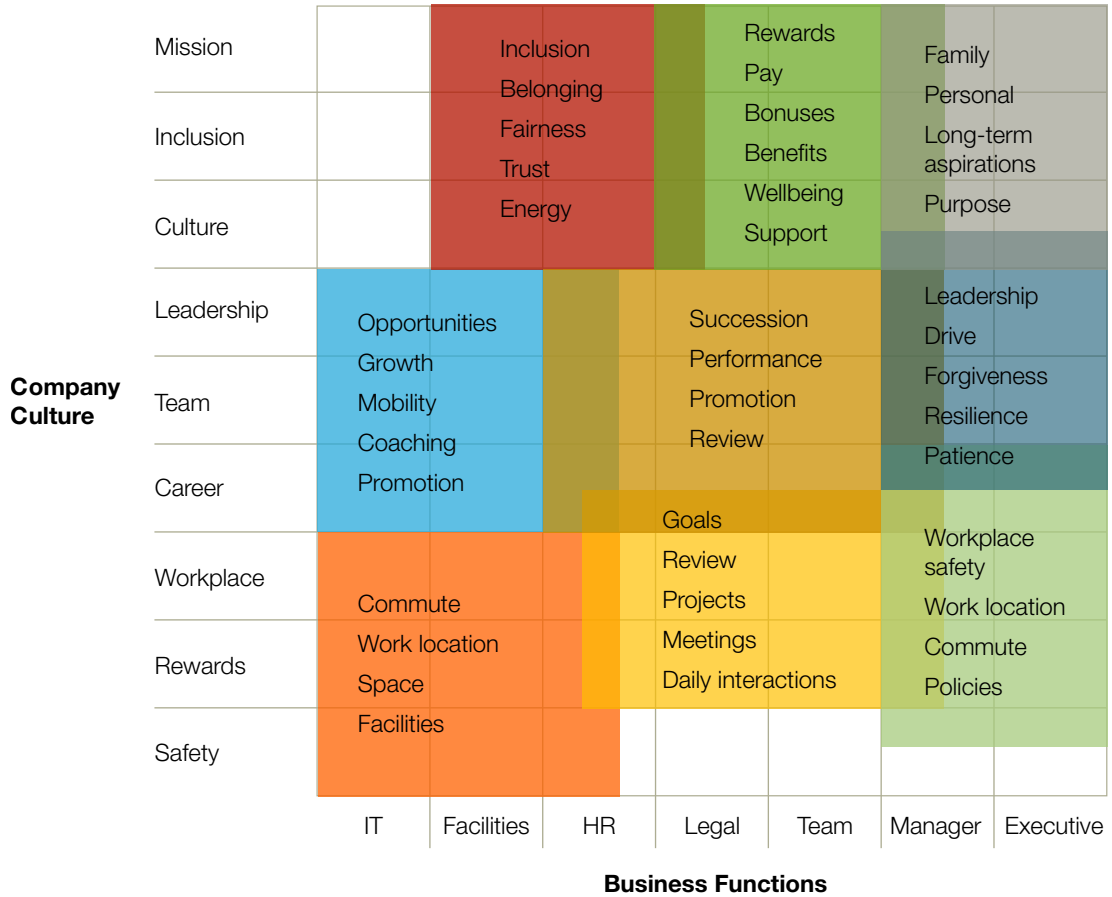 Mission
Inclusion
Culture
Leadership
Team
Career
Workplace
Rewards
Safety
Company
Culture
Inclusion
Belonging
Fairness
Trust
Energy
Rewards
Pay
Bonuses
Benefits
Wellbeing
Support
Family
Personal
Long-term
aspirations
Purpose
Opportunities
Growth
Mobility
Coaching
Promotion
Succession
Performance
Promotion
Review
Leadership
Drive
Forgiveness
Resilience
Patience
Commute
Work location
Space
Facilities
Goals
Review
Projects
Meetings
Daily interactions
Workplace
safety
Work location
Commute
Policies
IT
Facilities
HR
Legal
Team
Manager
Executive
Business Functions